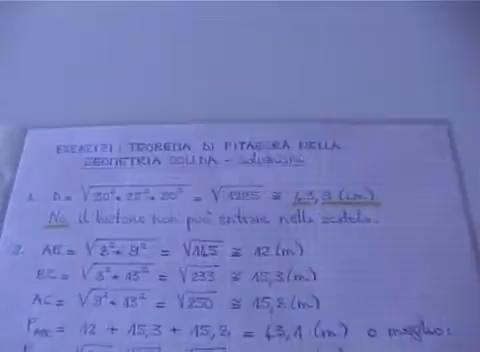 ESERCIZI: TEOREMA DI PITAGORA NELLA
GEOMETRIA SOLIDA - soluzioni
1. D = √30²+25²+20² = √1925 ≅ 43,9 (cm)
No, il bastone non può entrare nella scatola.
2. AB = √8²+9² = √145 ≅ 12 (m)
BC = √8²+13² = √233 ≅ 15,3 (m)
AC = √9²+13² = √250 ≅ 15,8 (m)
P_ABC = 12 + 15,3 + 15,8 = 43,1 (m) o meglio: